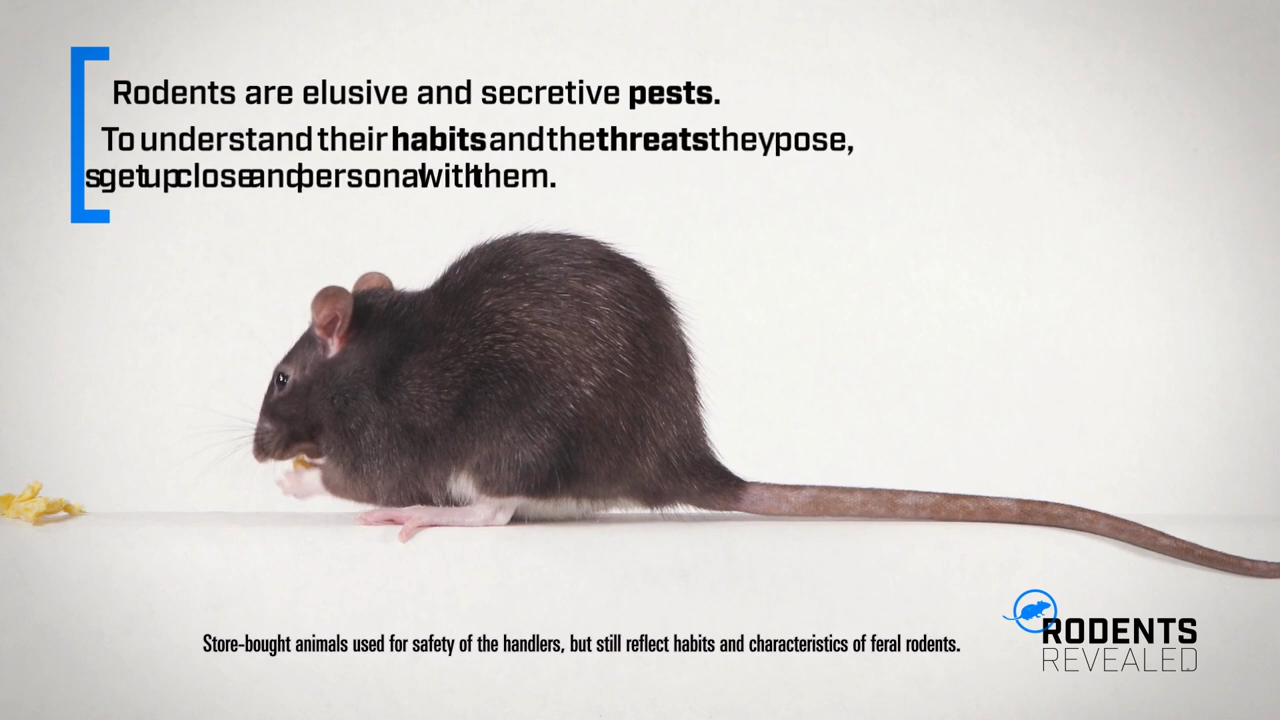 Rodents are elusive and secretive pests.
To understand their habits and the threats they pose,
s get up close and personal with them.
Store-bought animals used for safety of the handlers, but still reflect habits and characteristics of feral rodents.
RODENTS
REVEALED